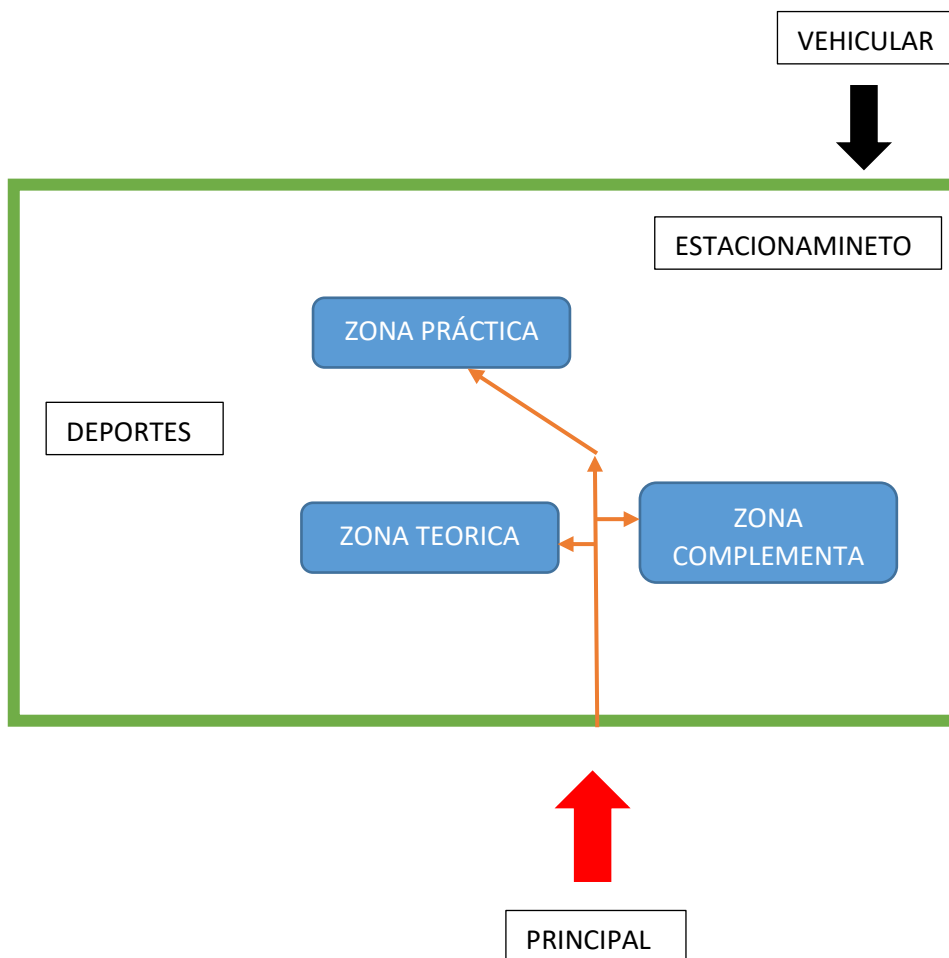 VEHICULAR
ESTACIONAMINETO
ZONA PRÁCTICA
DEPORTES
ZONA TEORICA
ZONA
COMPLEMENTA
PRINCIPAL